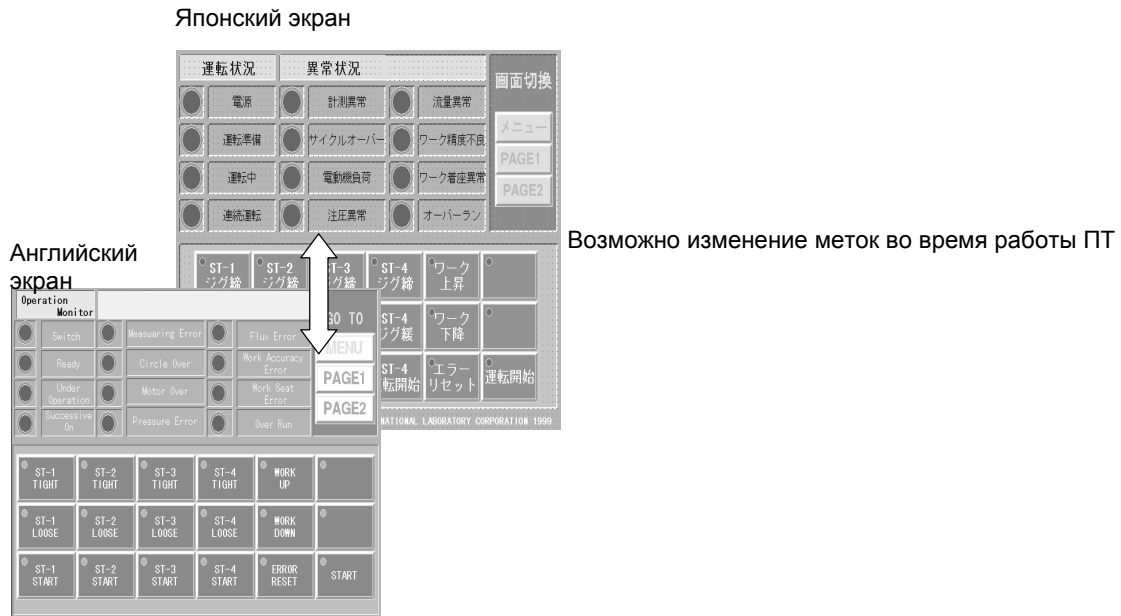 Японский экран
運転状況 異常状況 画面切換
電源 計測異常 流量異常
運転準備 サイクルオーバー ワーク精度不良 メニュー
運転中 電動機負荷 ワーク着座異常 PAGE1
連続運転 注圧異常 オーバーラン PAGE2
Возможно изменение меток во время работы ПТ
Английский
экран
ST-1 ST-2 ST-3 ST-4 ワーク
ジグ締 ジグ締 ジグ締 ジグ締 上昇
ST-4 ワーク
ジグ緩 下降
ST-4 エラー 運転開始
転開始 リセット
NATIONAL LABORATORY CORPORATION 1999
Operation
Monitor
GO TO
Switch Measuaring Error Flux Error MENU
Ready Circle Over Work Accuracy
Error
PAGE1
Under Motor Over Work Seat
Operation Error
PAGE2
Successive Pressure Error Over Run
On
ST-1 ST-2 ST-3 ST-4 WORK
TIGHT TIGHT TIGHT TIGHT UP
ST-1 ST-2 ST-3 ST-4 WORK
LOOSE LOOSE LOOSE LOOSE DOWN
ST-1 ST-2 ST-3 ST-4 ERROR START
START START START START RESET